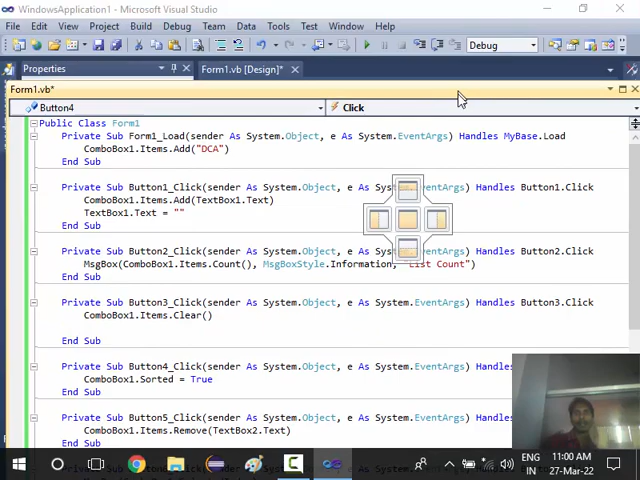 WindowsApplication1 - Microsoft Visual Studio
File Edit View Project Build Debug Team Data Tools Test Window Help
Debug
Properties
Form1.vb [Design]*
Form1.vb*
Button4
Click
Public Class Form1
Private Sub Form1_Load(sender As System.Object, e As System.EventArgs) Handles MyBase.Load
ComboBox1.Items.Add("DCA")
End Sub
Private Sub Button1_Click(sender As System.Object, e As System.EventArgs) Handles Button1.Click
ComboBox1.Items.Add(TextBox1.Text)
TextBox1.Text = ""
End Sub
Private Sub Button2_Click(sender As System.Object, e As System.EventArgs) Handles Button2.Click
MsgBox(ComboBox1.Items.Count(), MsgBoxStyle.Information, "List Count")
End Sub
Private Sub Button3_Click(sender As System.Object, e As System.EventArgs) Handles Button3.Click
ComboBox1.Items.Clear()
End Sub
Private Sub Button4_Click(sender As System.Object, e As System.EventArgs)
ComboBox1.Sorted = True
End Sub
Private Sub Button5_Click(sender As System.Object, e As System.EventArgs)
ComboBox1.Items.Remove(TextBox2.Text)
End Sub
ENG
IN
11:00 AM
27-Mar-22